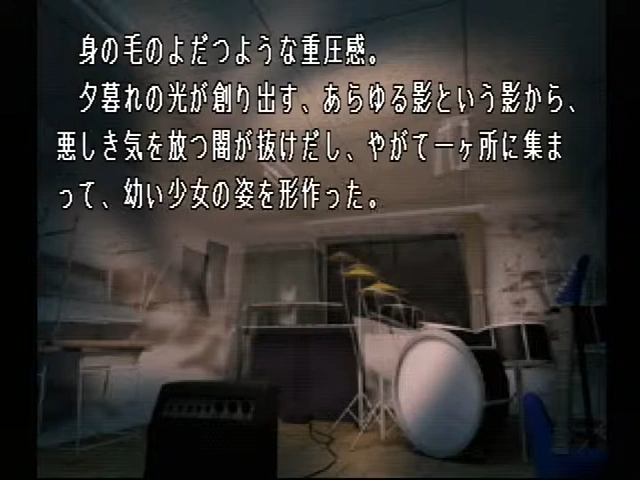 身の毛のよだつような重圧感。
　夕暮れの光が創り出す、あらゆる影という影から、
悪しき気を放つ闇が抜けだし、やがて一ヶ所に集ま
って、幼い少女の姿を形作った。